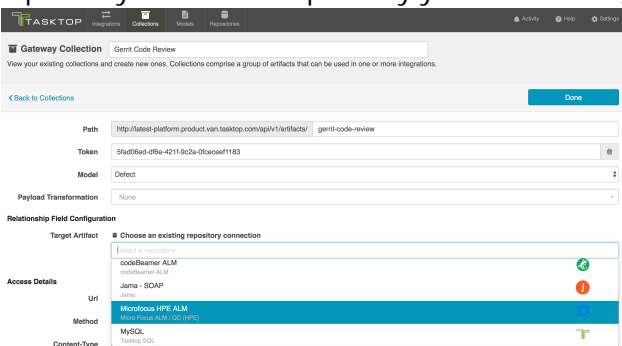 TASKTOP
Integrations Collections Models Repositories
Activity Help Settings
Gateway Collection Gerrit Code Review
View your existing collections and create new ones. Collections comprise a group of artifacts that can be used in one or more integrations.
Back to Collections Done
Path http://latest-platform.product.van.tasktop.com/api/v1/artifacts/ gerrit-code-review
Token 5fad06ed-df6e-421f-9c2a-0fceceef1183
Model Defect
Payload Transformation None
Relationship Field Configuration
Target Artifact Choose an existing repository connection
Select a repository
codeBeamer ALM
codeBeamer ALM
Access Details
Jama - SOAP
Jama
Url
Microfocus HPE ALM
Micro Focus ALM / QC (HPE)
Method
MySQL
Tasktop SQL
Content-Type